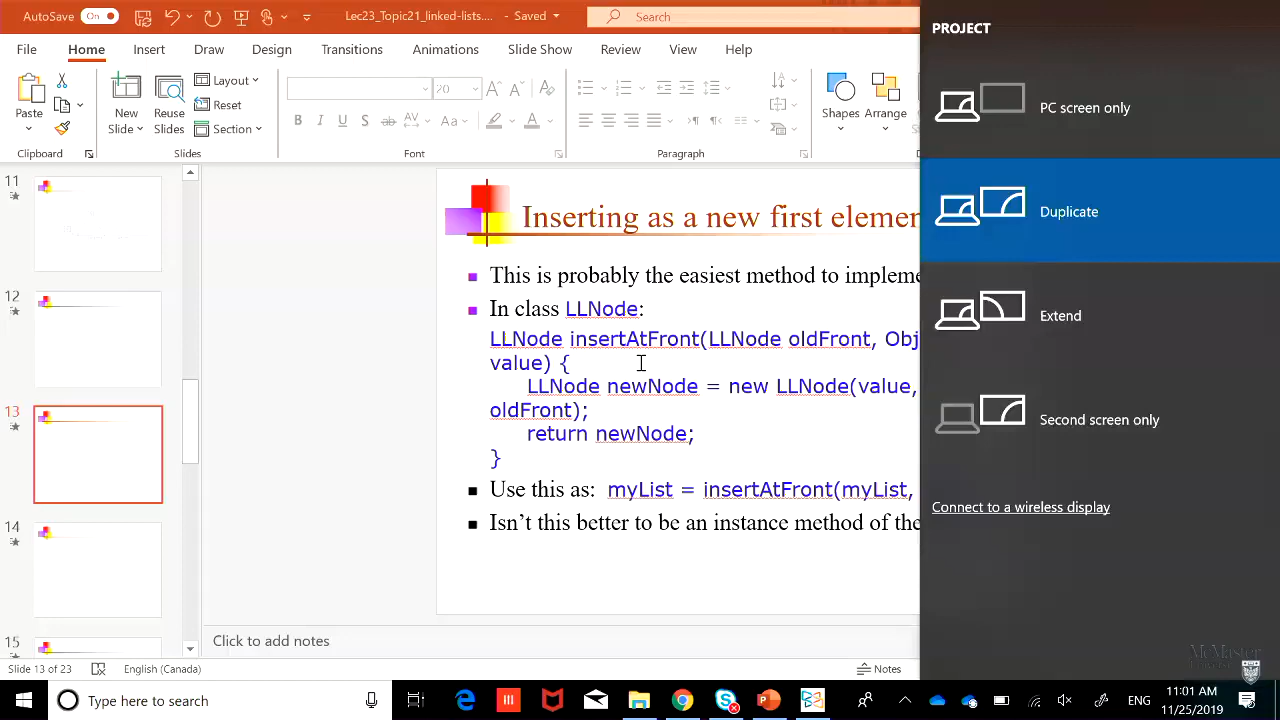 AutoSave On Lec23_Topic21_linked-lists.... - Saved Search
File Home Insert Draw Design Transitions Animations Slide Show Review View Help
Paste New Slide Reuse Slides Layout Reset Section 20 Shapes Arrange
B I U S ab AV Aa A
Clipboard Slides Font Paragraph
11
12
13
14
15
Inserting as a new first elemen
This is probably the easiest method to impleme
In class LLNode:
LLNode insertAtFront(LLNode oldFront, Obj
value) {
LLNode newNode = new LLNode(value,
oldFront);
return newNode;
}
Use this as: myList = insertAtFront(myList,
Isn't this better to be an instance method of the
Click to add notes
Slide 13 of 23 English (Canada) Notes
PROJECT
PC screen only
Duplicate
Extend
Second screen only
Connect to a wireless display
McMaster
Type here to search ENG 11:01 AM
11/25/2019